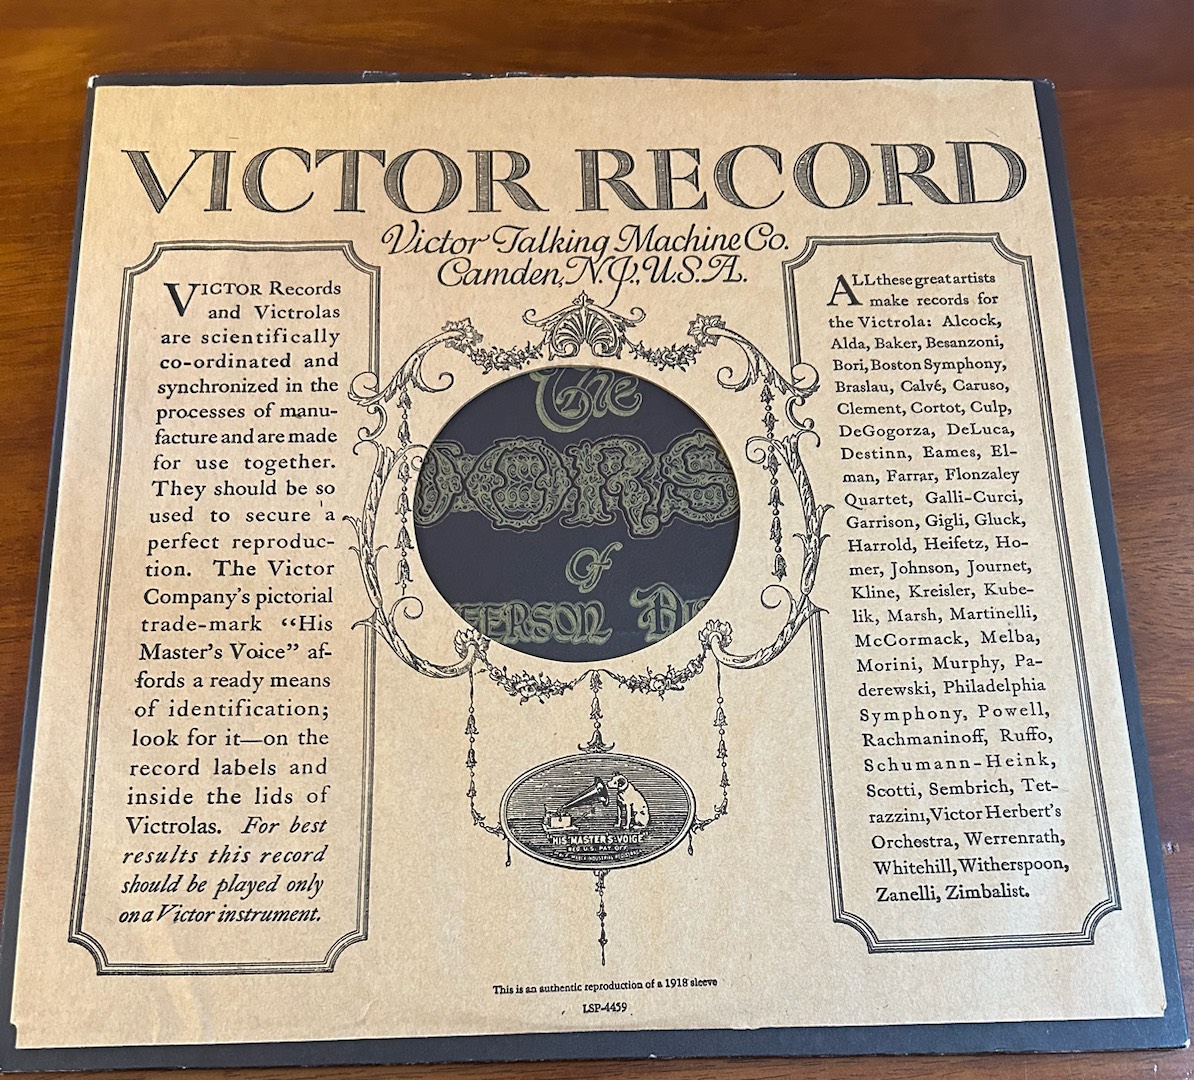 VICTOR RECORD
Victor Talking Machine Co.
Camden, N.J., U.S.A.
VICTOR Records
and Victrolas
are scientifically
co-ordinated and
synchronized in the
processes of manu-
facture and are made
for use together.
They should be so
used to secure a
perfect reproduc-
tion. The Victor
Company's pictorial
trade-mark “His
Master's Voice” af-
fords a ready means
of identification;
look for it—on the
record labels and
inside the lids of
Victrolas. For best
results this record
should be played only
on a Victor instrument.
The
ORS
of
FERSON
"HIS MASTER'S VOICE"
REG. U.S. PAT. OFF.
ALL these great artists
make records for
the Victrola: Alcock,
Alda, Baker, Besanzoni,
Bori, Boston Symphony,
Braslau, Calvé, Caruso,
Clement, Cortot, Culp,
DeGogorza, DeLuca,
Destinn, Eames, El-
man, Farrar, Flonzaley
Quartet, Galli-Curci,
Garrison, Gigli, Gluck,
Harrold, Heifetz, Ho-
mer, Johnson, Journet,
Kline, Kreisler, Kube-
lik, Marsh, Martinelli,
McCormack, Melba,
Morini, Murphy, Pa-
derewski, Philadelphia
Symphony, Powell,
Rachmaninoff, Ruffo,
Schumann-Heink,
Scotti, Sembrich, Tet-
razzini, Victor Herbert's
Orchestra, Werrenrath,
Whitehill, Witherspoon,
Zanelli, Zimbalist.
This is an authentic reproduction of a 1918 sleeve
LSP-4459